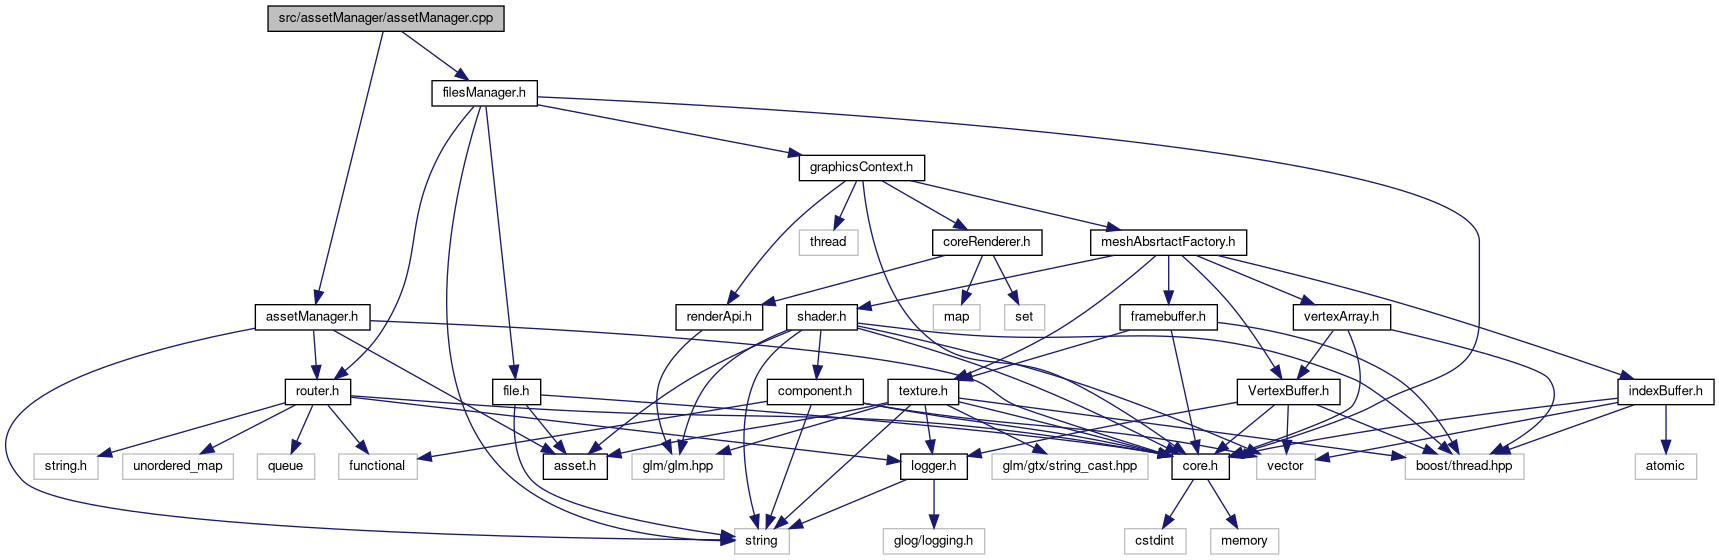 src/assetManager/assetManager.cpp
filesManager.h
graphicsContext.h
thread
coreRenderer.h
meshAbsrtactFactory.h
assetManager.h
renderApi.h
shader.h
map
set
framebuffer.h
vertexArray.h
router.h
file.h
component.h
texture.h
VertexBuffer.h
indexBuffer.h
string.h
unordered_map
queue
functional
asset.h
glm/glm.hpp
logger.h
glm/gtx/string_cast.hpp
core.h
vector
boost/thread.hpp
atomic
string
glog/logging.h
cstdint
memory